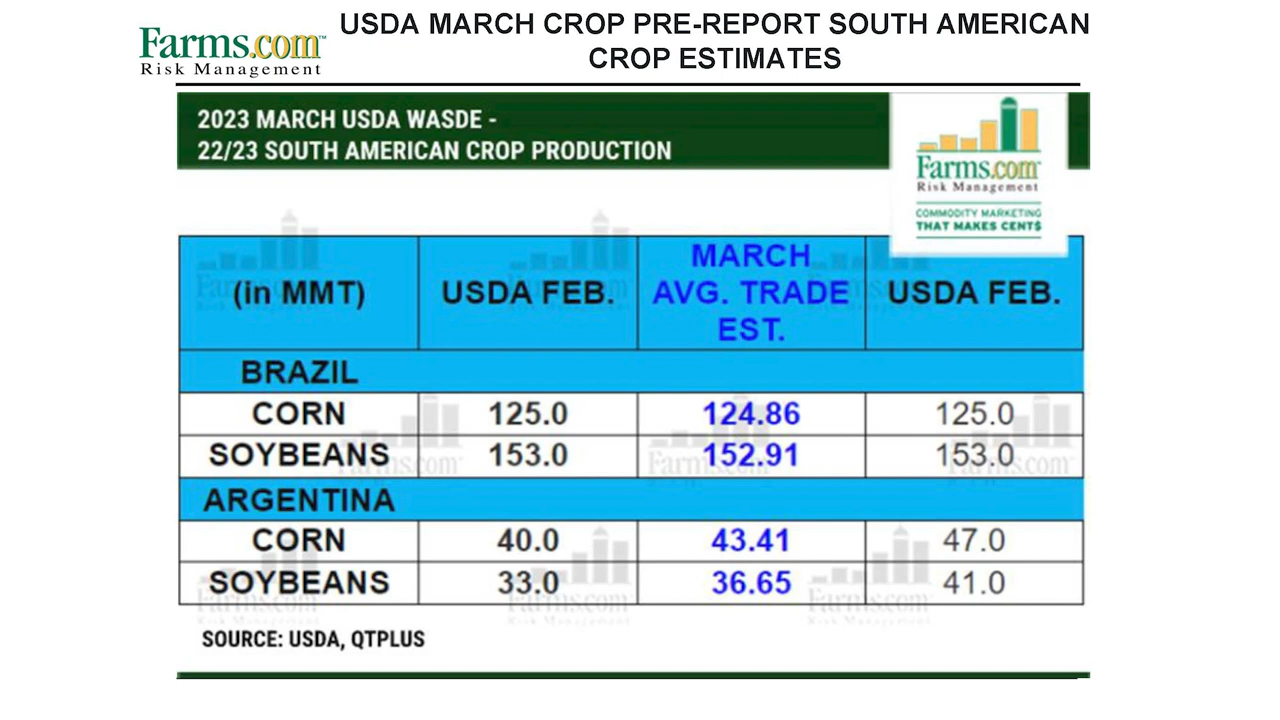 Farms.com™
Risk Management
USDA MARCH CROP PRE-REPORT SOUTH AMERICAN
CROP ESTIMATES
2023 MARCH USDA WASDE -
22/23 SOUTH AMERICAN CROP PRODUCTION
Farms.com
Risk Management
COMMODITY MARKETING
THAT MAKES CENT$
(in MMT) USDA FEB. MARCH AVG. TRADE EST. USDA FEB.
BRAZIL
CORN 125.0 124.86 125.0
SOYBEANS 153.0 152.91 153.0
ARGENTINA
CORN 40.0 43.41 47.0
SOYBEANS 33.0 36.65 41.0
SOURCE: USDA, QTPLUS